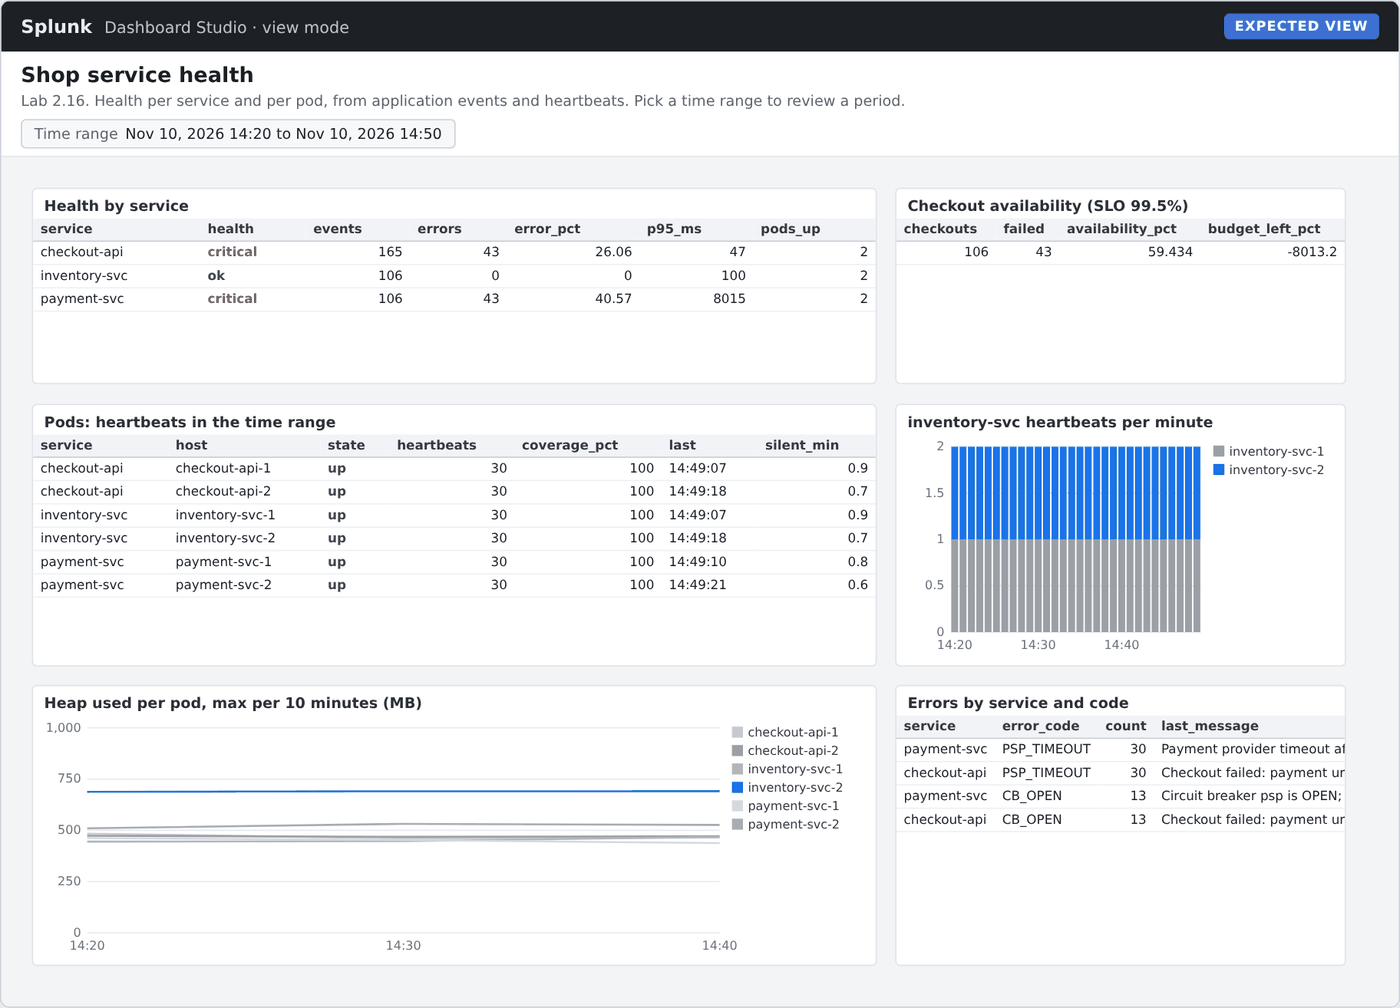 Splunk Dashboard Studio · view mode EXPECTED VIEW
Shop service health
Lab 2.16. Health per service and per pod, from application events and heartbeats. Pick a time range to review a period.
Time range Nov 10, 2026 14:20 to Nov 10, 2026 14:50
Health by service
service health events errors error_pct p95_ms pods_up
checkout-api critical 165 43 26.06 47 2
inventory-svc ok 106 0 0 100 2
payment-svc critical 106 43 40.57 8015 2
Checkout availability (SLO 99.5%)
checkouts failed availability_pct budget_left_pct
106 43 59.434 -8013.2
Pods: heartbeats in the time range
service host state heartbeats coverage_pct last silent_min
checkout-api checkout-api-1 up 30 100 14:49:07 0.9
checkout-api checkout-api-2 up 30 100 14:49:18 0.7
inventory-svc inventory-svc-1 up 30 100 14:49:07 0.9
inventory-svc inventory-svc-2 up 30 100 14:49:18 0.7
payment-svc payment-svc-1 up 30 100 14:49:10 0.8
payment-svc payment-svc-2 up 30 100 14:49:21 0.6
inventory-svc heartbeats per minute
2
1.5
1
0.5
0
14:20 14:30 14:40
inventory-svc-1
inventory-svc-2
Heap used per pod, max per 10 minutes (MB)
1,000
750
500
250
0
14:20 14:30 14:40
checkout-api-1
checkout-api-2
inventory-svc-1
inventory-svc-2
payment-svc-1
payment-svc-2
Errors by service and code
service error_code count last_message
payment-svc PSP_TIMEOUT 30 Payment provider timeout af
checkout-api PSP_TIMEOUT 30 Checkout failed: payment ur
payment-svc CB_OPEN 13 Circuit breaker psp is OPEN;
checkout-api CB_OPEN 13 Checkout failed: payment ur